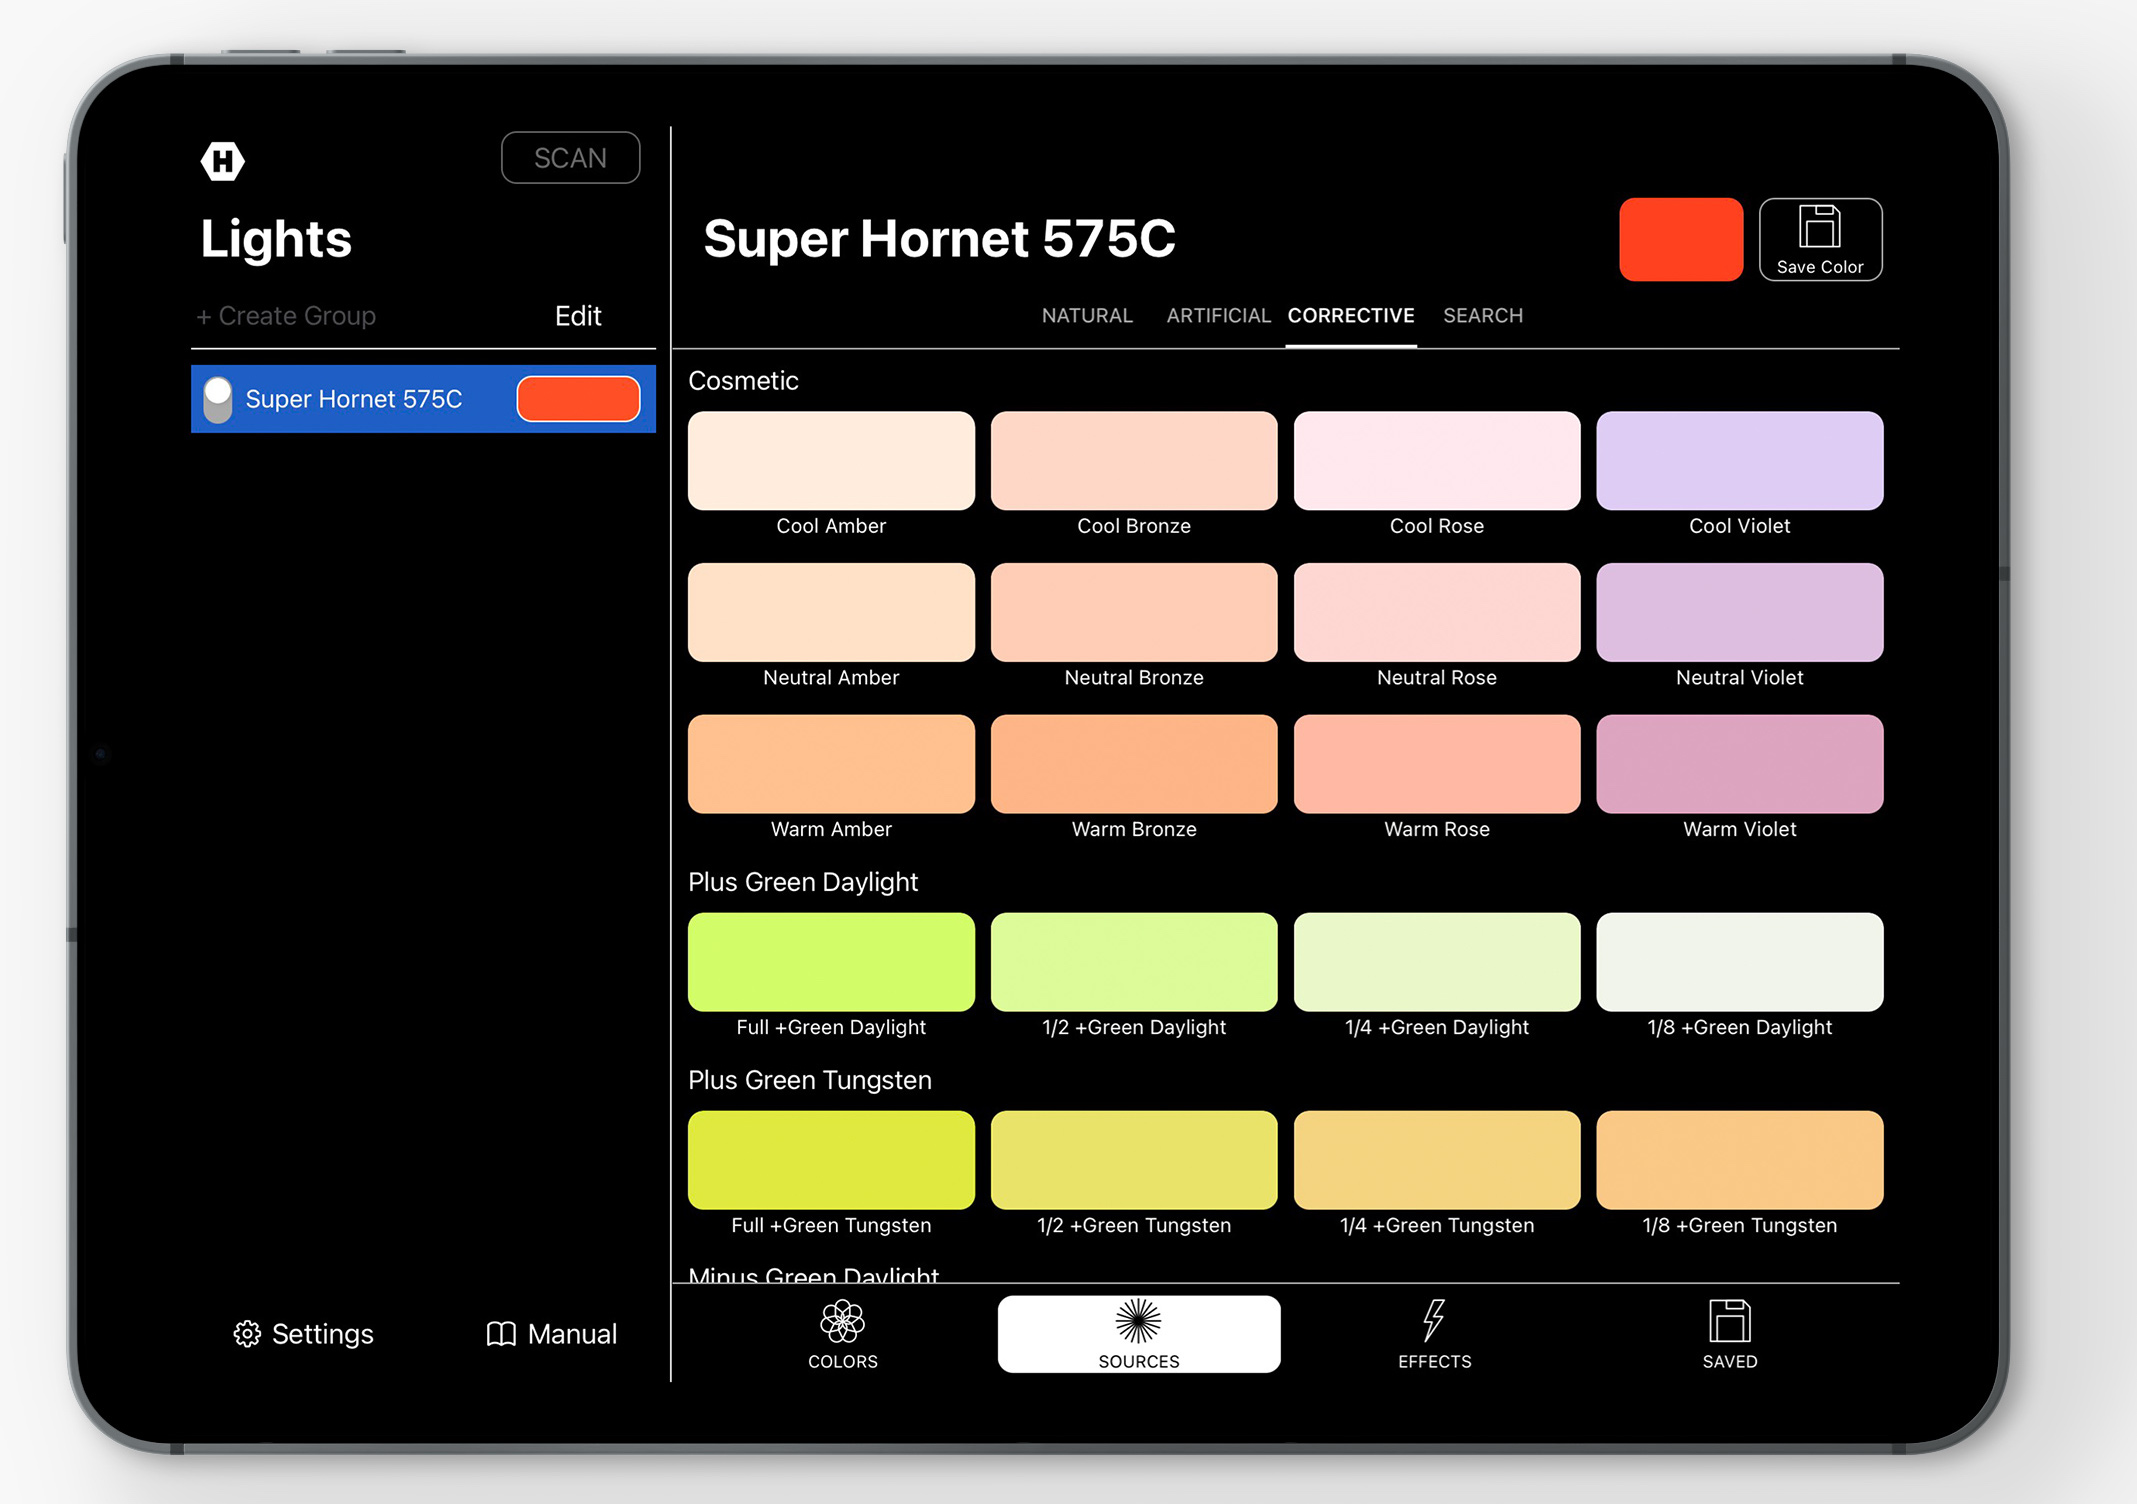 H
SCAN
Lights
+ Create Group
Edit
Super Hornet 575C
Settings
Manual
Super Hornet 575C
Save Color
NATURAL
ARTIFICIAL
CORRECTIVE
SEARCH
Cosmetic
Cool Amber
Cool Bronze
Cool Rose
Cool Violet
Neutral Amber
Neutral Bronze
Neutral Rose
Neutral Violet
Warm Amber
Warm Bronze
Warm Rose
Warm Violet
Plus Green Daylight
Full +Green Daylight
1/2 +Green Daylight
1/4 +Green Daylight
1/8 +Green Daylight
Plus Green Tungsten
Full +Green Tungsten
1/2 +Green Tungsten
1/4 +Green Tungsten
1/8 +Green Tungsten
Minus Green Daylight
COLORS
SOURCES
EFFECTS
SAVED